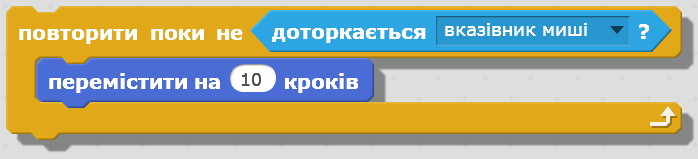 повторити поки не доторкається вказівник миші ?
перемістити на 10 кроків